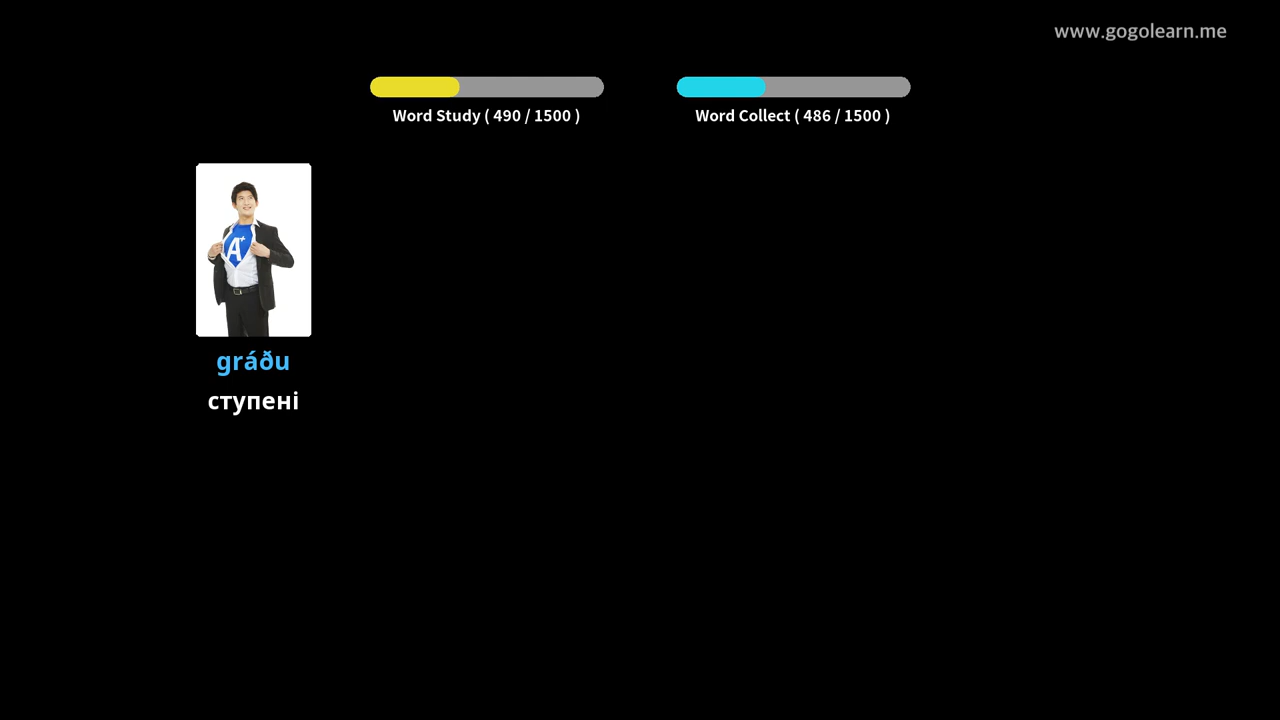 www.gogolearn.me
Word Study ( 490 / 1500 )
Word Collect ( 486 / 1500 )
A+
gráðu
ступені